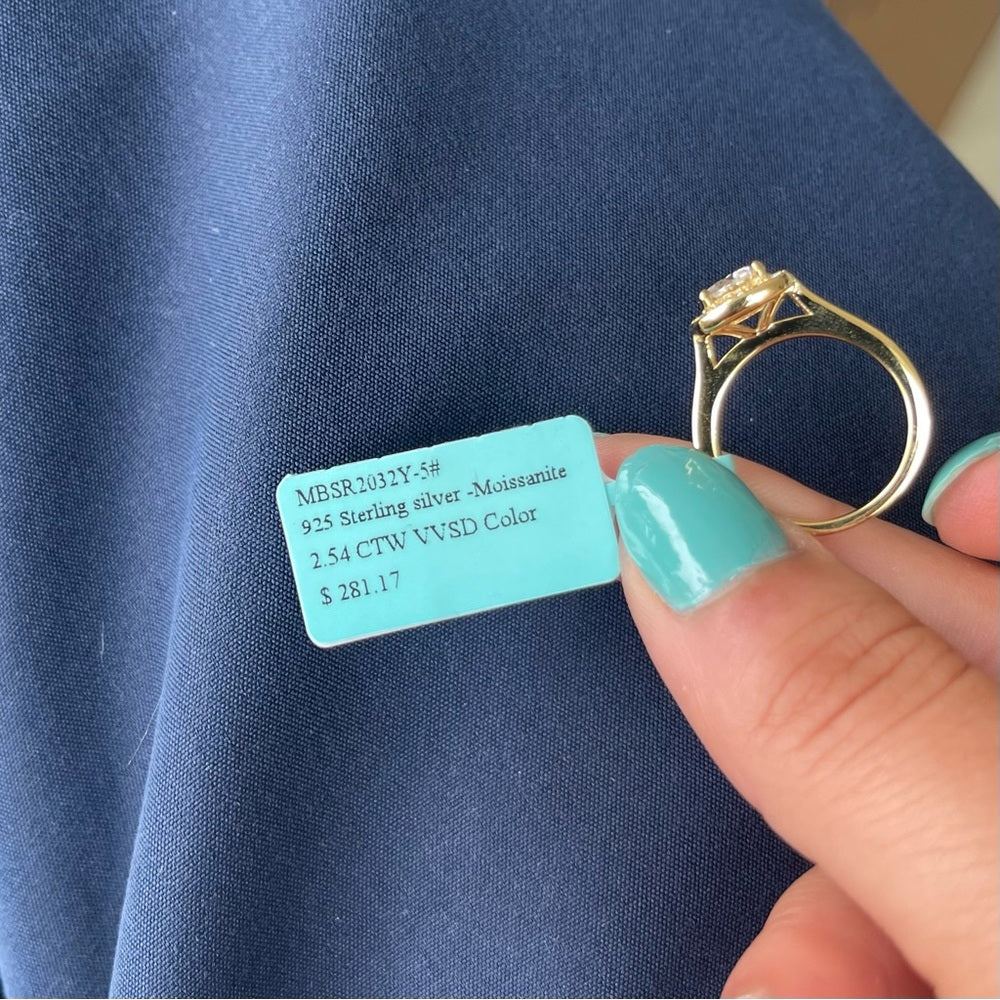 MBSR2032Y-5#
925 Sterling silver -Moissanite
2.54 CTW VVSD Color
$ 281.17